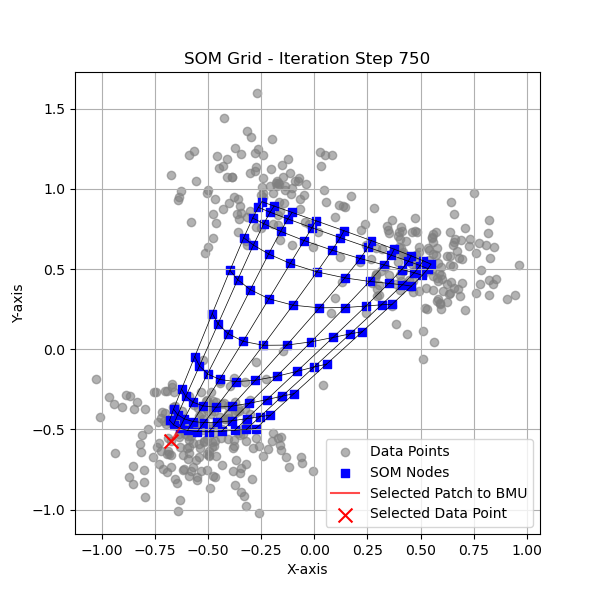 SOM Grid - Iteration Step 750
Y-axis
1.5
1.0
0.5
0.0
−0.5
−1.0
Data Points
SOM Nodes
Selected Patch to BMU
Selected Data Point
−1.00 −0.75 −0.50 −0.25 0.00 0.25 0.50 0.75 1.00
X-axis